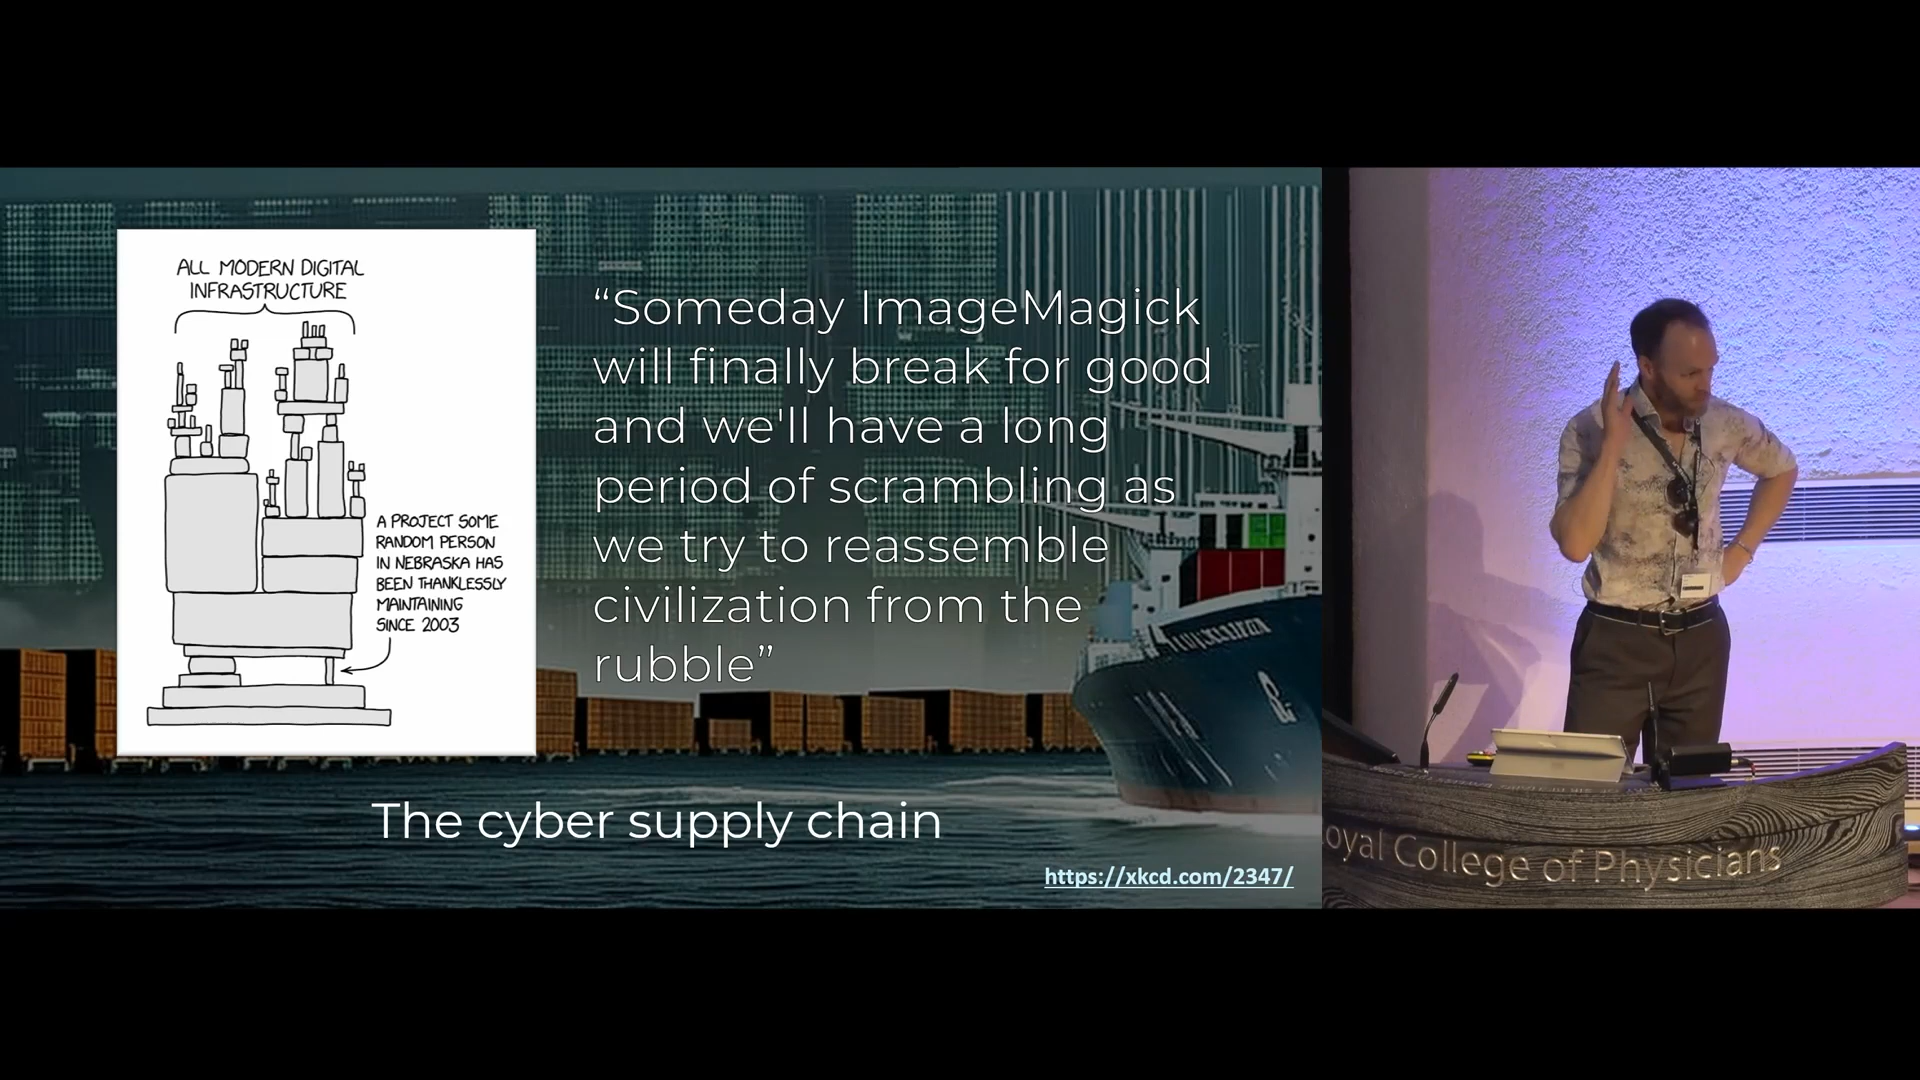 ALL MODERN DIGITAL
INFRASTRUCTURE
A PROJECT SOME
RANDOM PERSON
IN NEBRASKA HAS
BEEN THANKLESSLY
MAINTAINING
SINCE 2003
“Someday ImageMagick
will finally break for good
and we'll have a long
period of scrambling as
we try to reassemble
civilization from the
rubble”
The cyber supply chain
https://xkcd.com/2347/
oyal College of Physicians